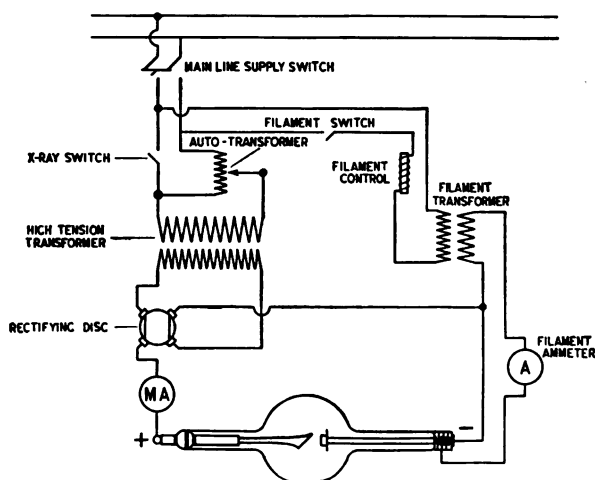 MAIN LINE SUPPLY SWITCH
FILAMENT SWITCH
AUTO-TRANSFORMER
X-RAY SWITCH
FILAMENT
CONTROL
FILAMENT
TRANSFORMER
HIGH TENSION
TRANSFORMER
RECTIFYING DISC
FILAMENT
AMMETER
A
MA
+
−